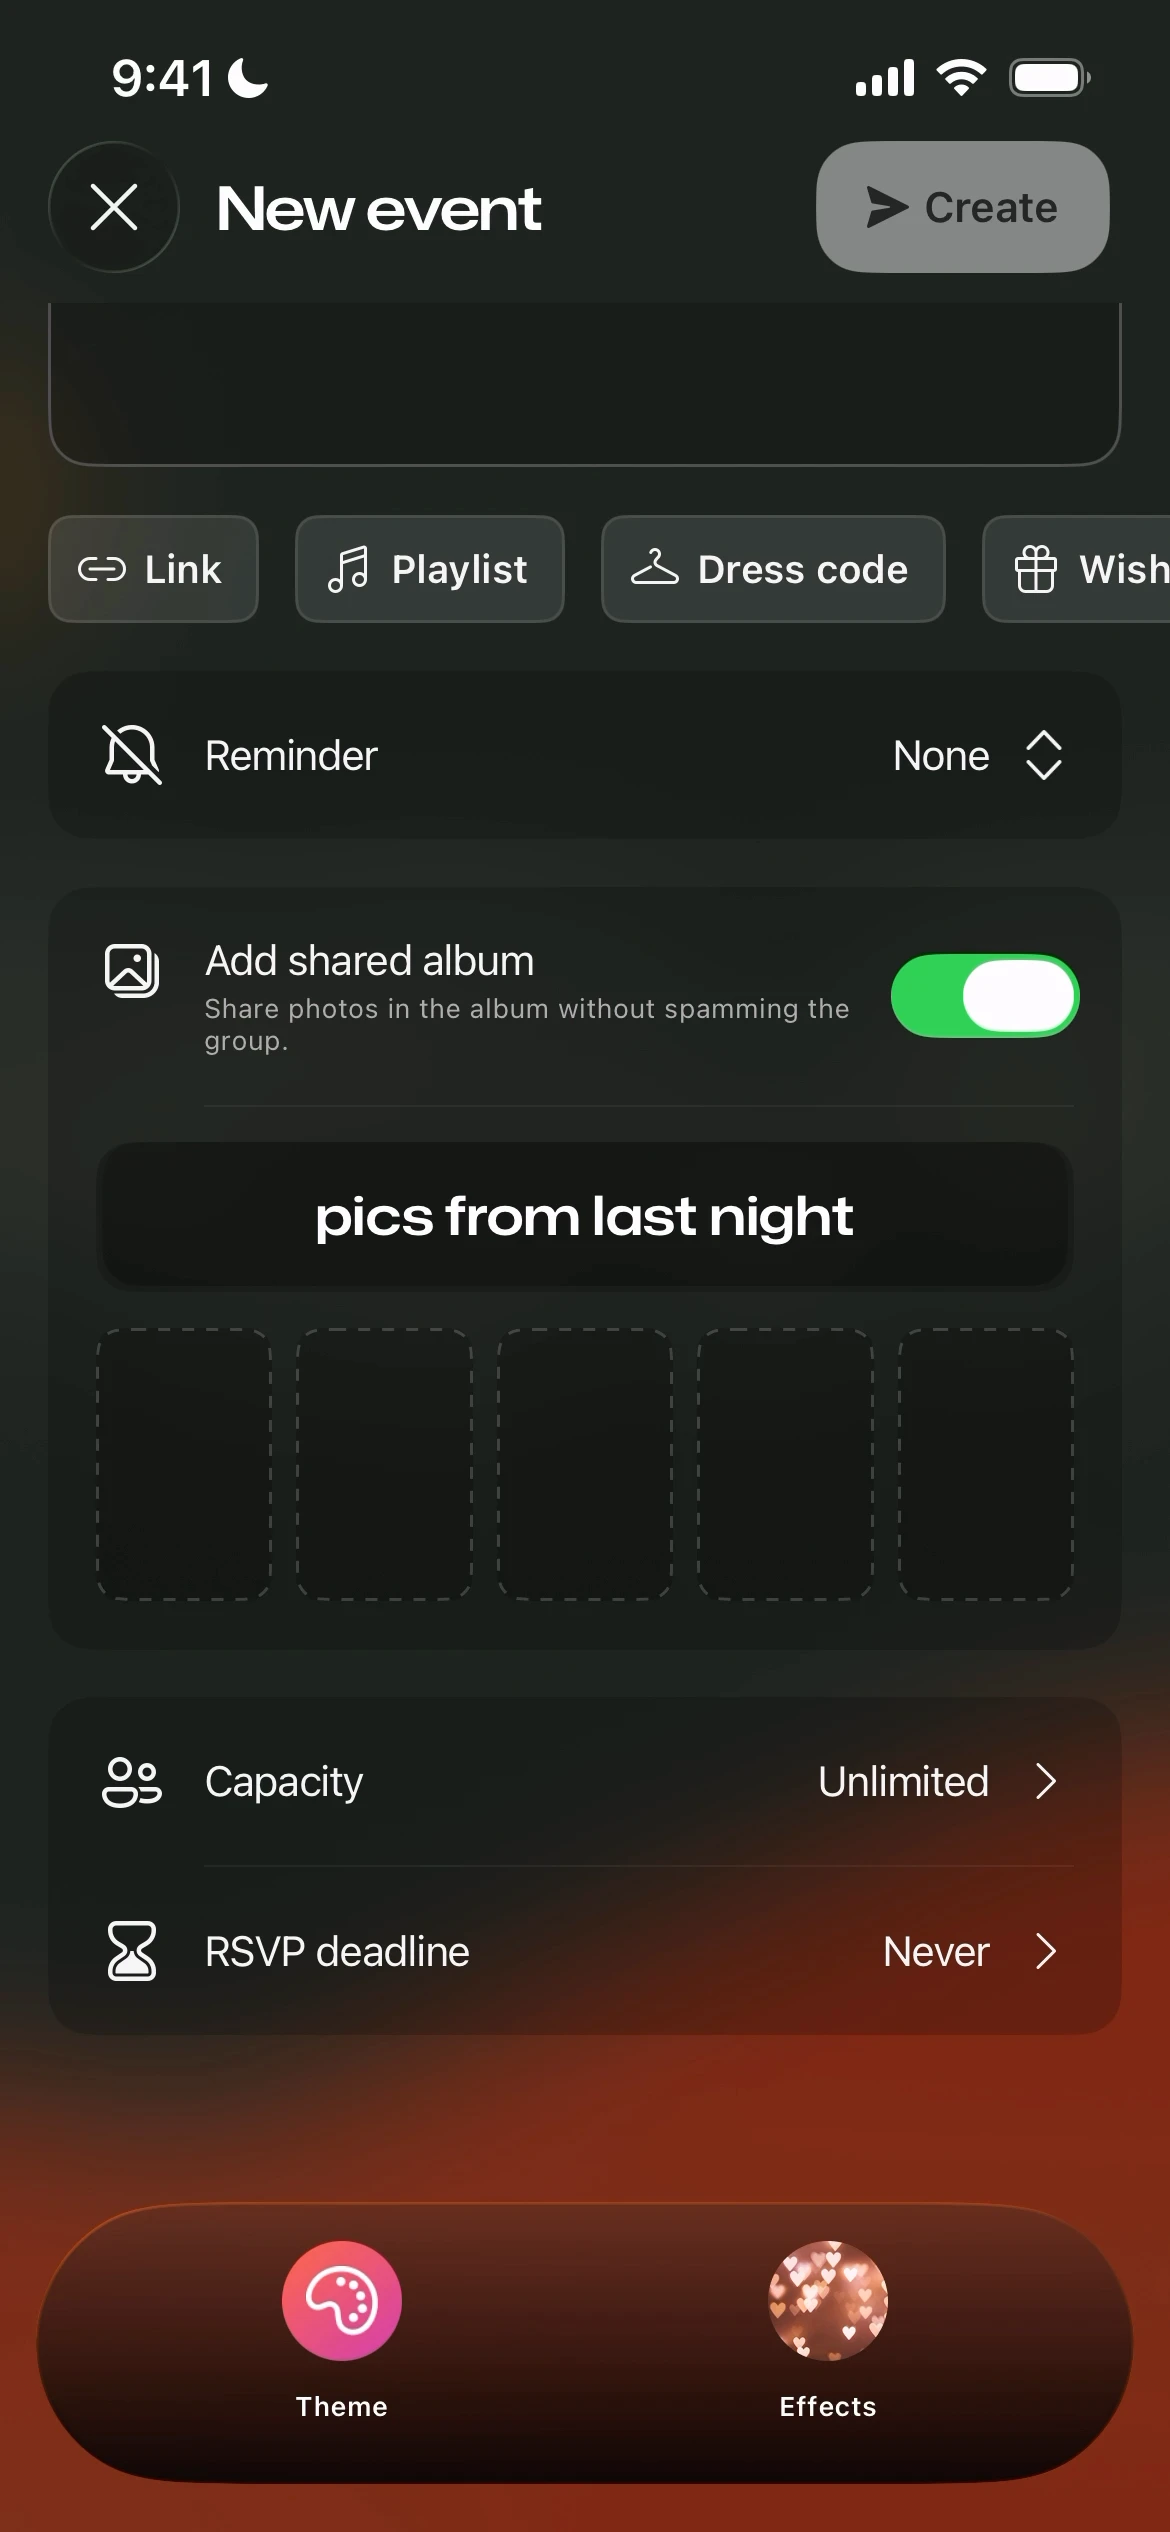 9:41
New event
Create
Link
Playlist
Dress code
Wish
Reminder
None
Add shared album
Share photos in the album without spamming the
group.
pics from last night
Capacity
Unlimited
RSVP deadline
Never
Theme
Effects